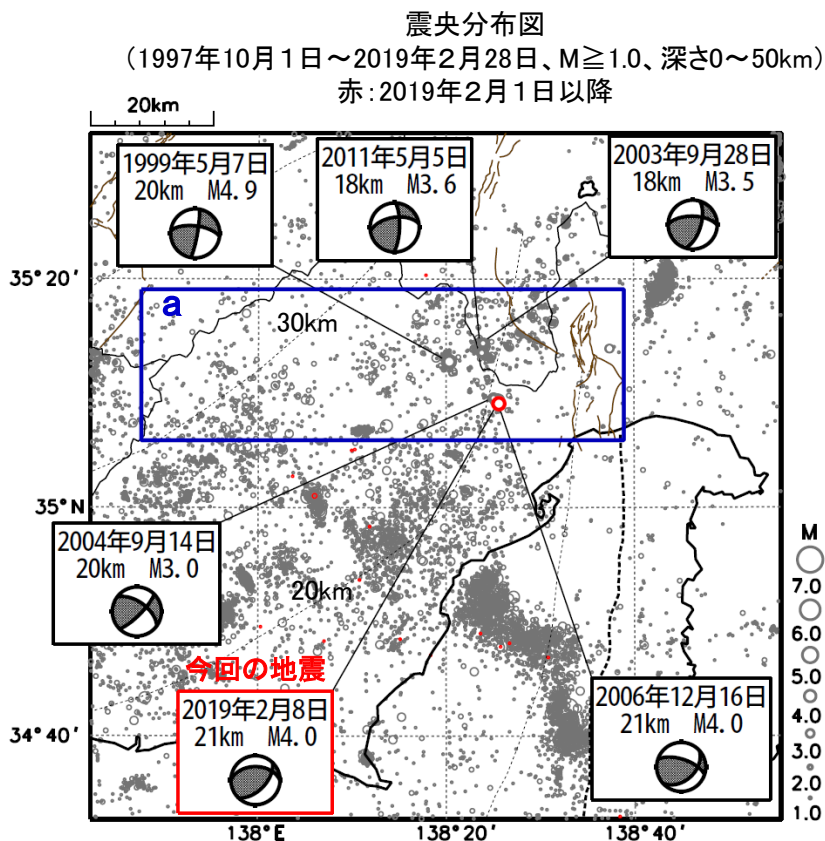 震央分布図
(1997年10月1日～2019年2月28日、M≧1.0、深さ0～50km)
赤:2019年2月1日以降
20km
1999年5月7日
20km M4.9
2011年5月5日
18km M3.6
2003年9月28日
18km M3.5
35°20′
a
30km
35°N
2004年9月14日
20km M3.0
20km
今回の地震
2019年2月8日
21km M4.0
2006年12月16日
21km M4.0
34°40′
M
7.0
6.0
5.0
4.0
3.0
2.0
1.0
138°E
138°20′
138°40′